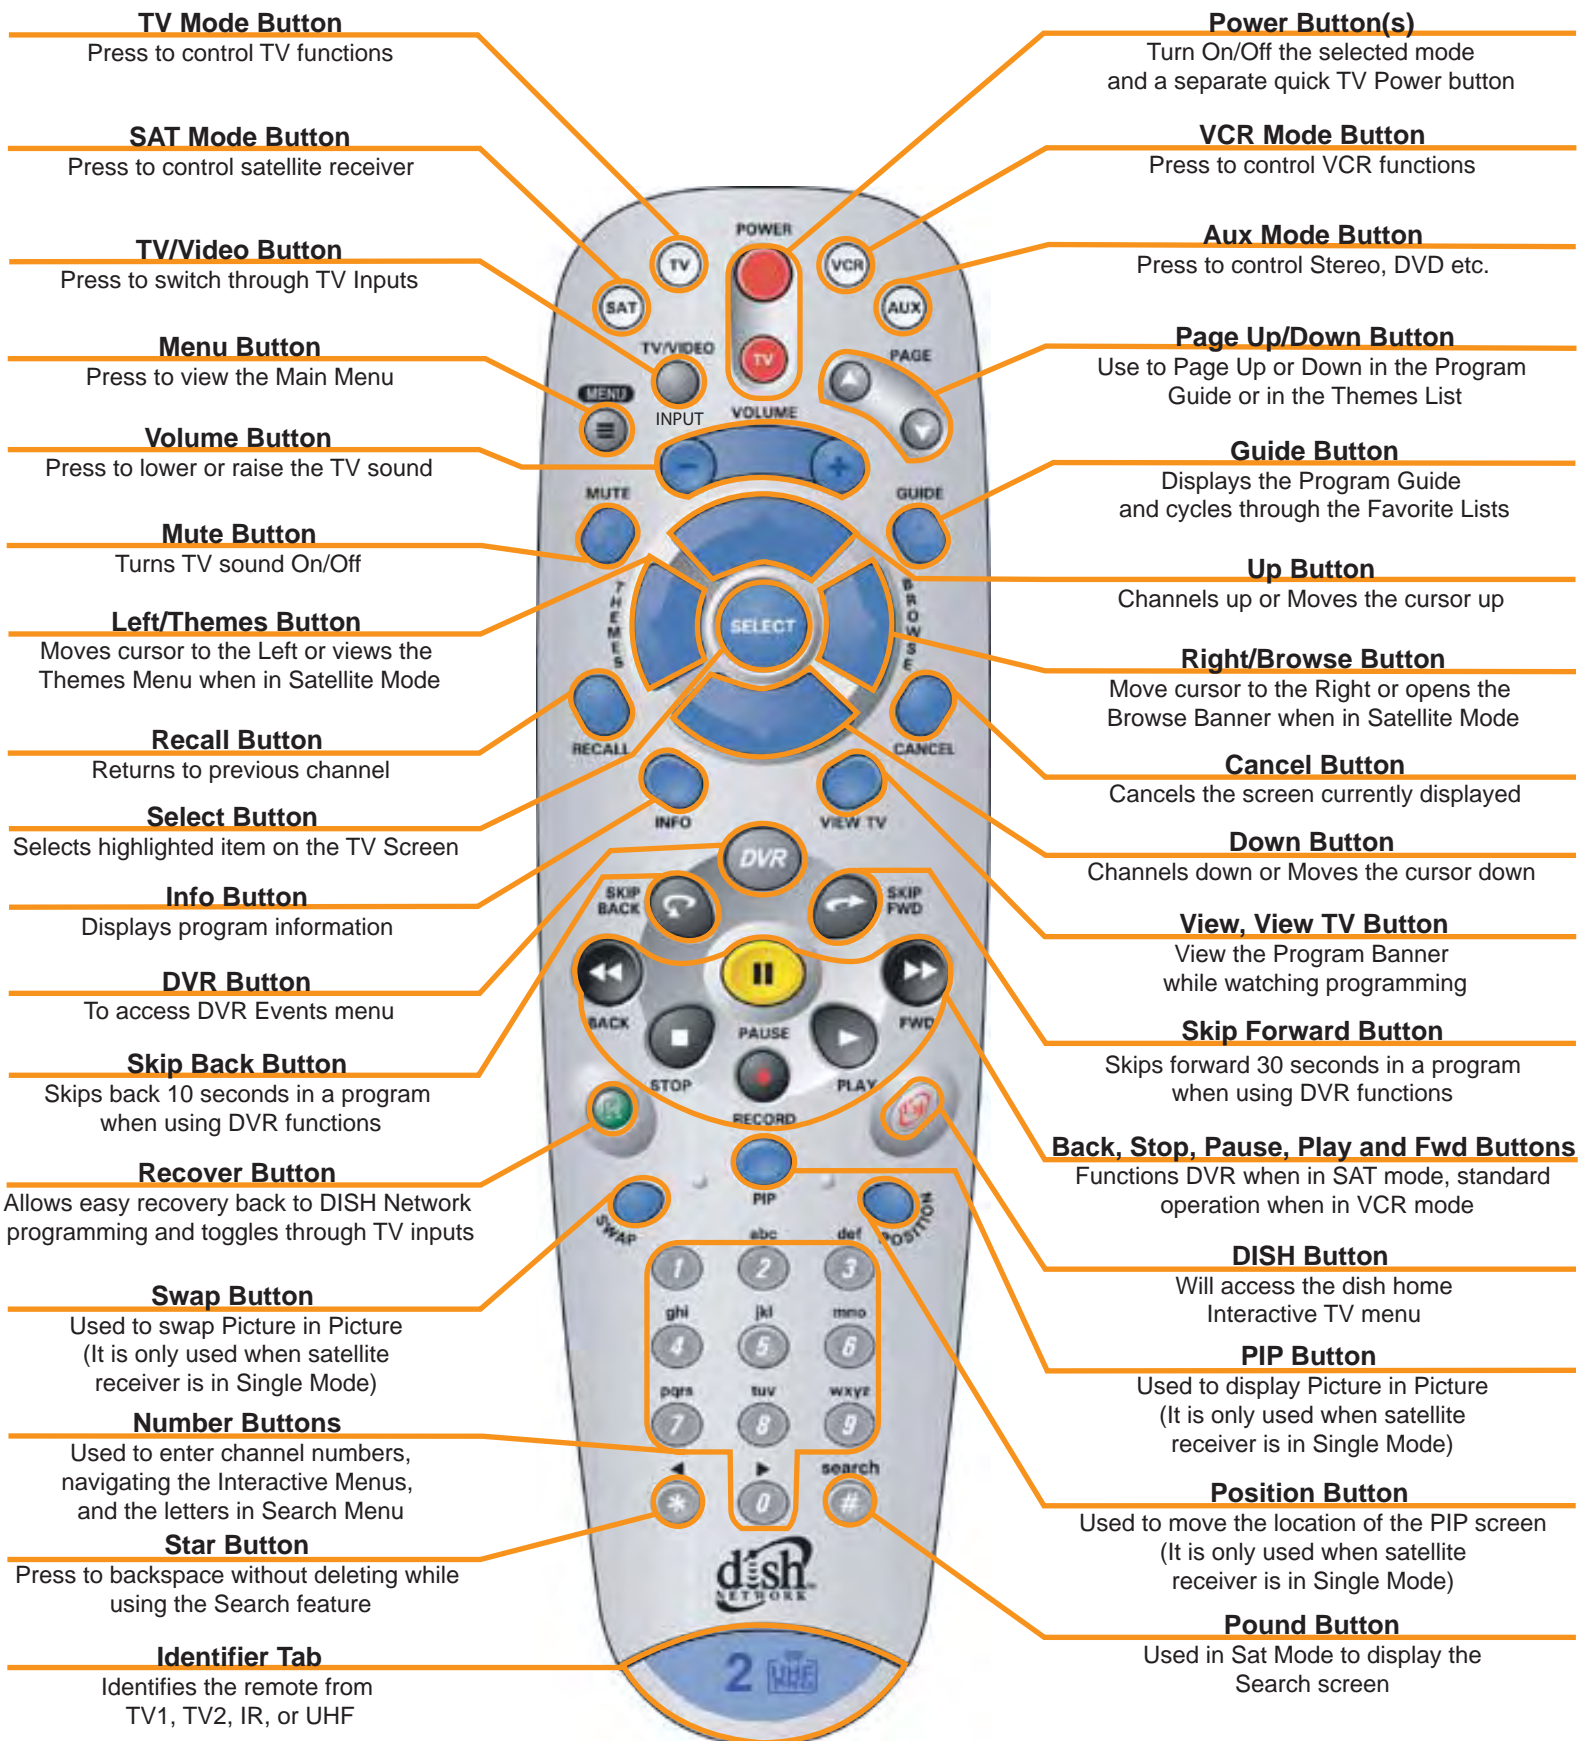 TV Mode Button
Press to control TV functions
SAT Mode Button
Press to control satellite receiver
TV/Video Button
Press to switch through TV Inputs
Menu Button
Press to view the Main Menu
Volume Button
Press to lower or raise the TV sound
Mute Button
Turns TV sound On/Off
Left/Themes Button
Moves cursor to the Left or views the
Themes Menu when in Satellite Mode
Recall Button
Returns to previous channel
Select Button
Selects highlighted item on the TV Screen
Info Button
Displays program information
DVR Button
To access DVR Events menu
Skip Back Button
Skips back 10 seconds in a program
when using DVR functions
Recover Button
Allows easy recovery back to DISH Network
programming and toggles through TV inputs
Swap Button
Used to swap Picture in Picture
(It is only used when satellite
receiver is in Single Mode)
Number Buttons
Used to enter channel numbers,
navigating the Interactive Menus,
and the letters in Search Menu
Star Button
Press to backspace without deleting while
using the Search feature
Identifier Tab
Identifies the remote from
TV1, TV2, IR, or UHF
POWER
TV
VCR
SAT
AUX
TV/VIDEO
TV
PAGE
MENU
INPUT
VOLUME
- +
MUTE
GUIDE
THEMES
SELECT
BROWSE
RECALL
CANCEL
INFO
VIEW TV
DVR
SKIP
BACK
SKIP
FWD
BACK
PAUSE
FWD
STOP
PLAY
RECORD
PIP
SWAP
POSITION
abc
def
1 2 3
ghi jkl mno
4 5 6
pqrs tuv wxyz
7 8 9
search
* 0 #
dish
NETWORK
2
UHF
Power Button(s)
Turn On/Off the selected mode
and a separate quick TV Power button
VCR Mode Button
Press to control VCR functions
Aux Mode Button
Press to control Stereo, DVD etc.
Page Up/Down Button
Use to Page Up or Down in the Program
Guide or in the Themes List
Guide Button
Displays the Program Guide
and cycles through the Favorite Lists
Up Button
Channels up or Moves the cursor up
Right/Browse Button
Move cursor to the Right or opens the
Browse Banner when in Satellite Mode
Cancel Button
Cancels the screen currently displayed
Down Button
Channels down or Moves the cursor down
View, View TV Button
View the Program Banner
while watching programming
Skip Forward Button
Skips forward 30 seconds in a program
when using DVR functions
Back, Stop, Pause, Play and Fwd Buttons
Functions DVR when in SAT mode, standard
operation when in VCR mode
DISH Button
Will access the dish home
Interactive TV menu
PIP Button
Used to display Picture in Picture
(It is only used when satellite
receiver is in Single Mode)
Position Button
Used to move the location of the PIP screen
(It is only used when satellite
receiver is in Single Mode)
Pound Button
Used in Sat Mode to display the
Search screen